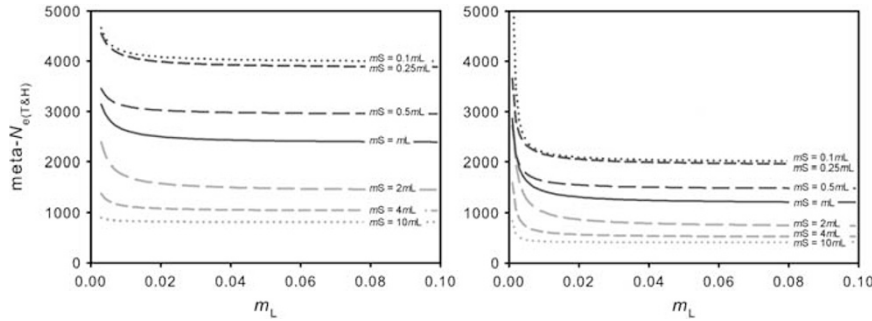 5000
4000
3000
2000
1000
0
meta-Ne(T&H)
mS = 0.1mL
mS = 0.25mL
mS = 0.5mL
mS = mL
mS = 2mL
mS = 4mL
mS = 10mL
0.00 0.02 0.04 0.06 0.08 0.10
mL
5000
4000
3000
2000
1000
0
mS = 0.1mL
mS = 0.25mL
mS = 0.5mL
mS = mL
mS = 2mL
mS = 4mL
mS = 10mL
0.00 0.02 0.04 0.06 0.08 0.10
mL